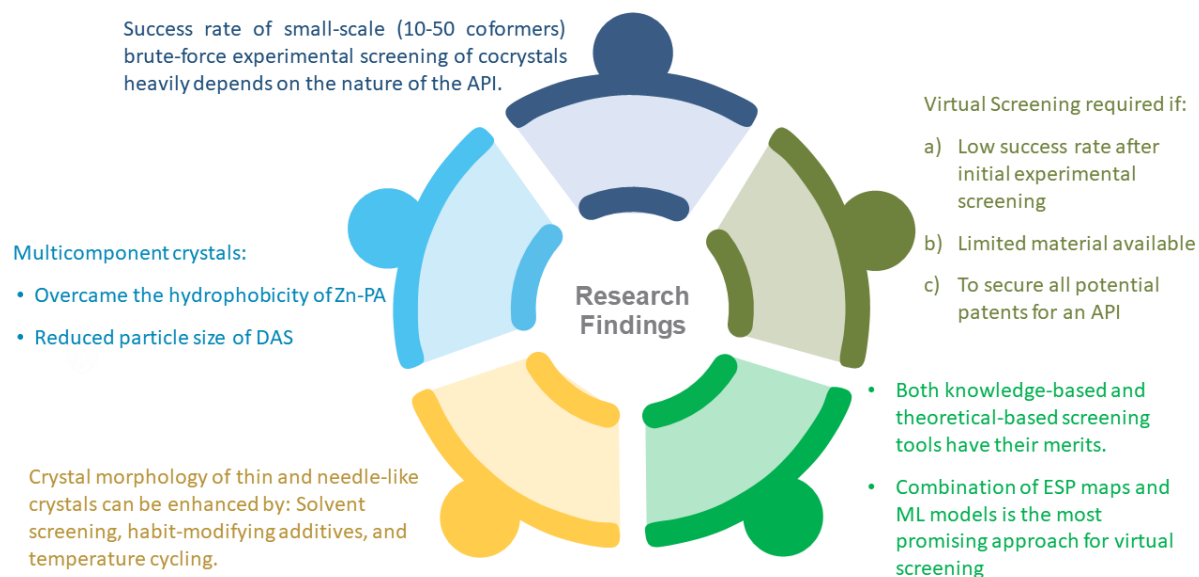 Success rate of small-scale (10-50 coformers)
brute-force experimental screening of cocrystals
heavily depends on the nature of the API.
Virtual Screening required if:
a) Low success rate after
initial experimental
screening
b) Limited material available
c) To secure all potential
patents for an API
Multicomponent crystals:
• Overcame the hydrophobicity of Zn-PA
• Reduced particle size of DAS
Research
Findings
• Both knowledge-based and
theoretical-based screening
tools have their merits.
• Combination of ESP maps and
ML models is the most
promising approach for virtual
screening
Crystal morphology of thin and needle-like
crystals can be enhanced by: Solvent
screening, habit-modifying additives, and
temperature cycling.